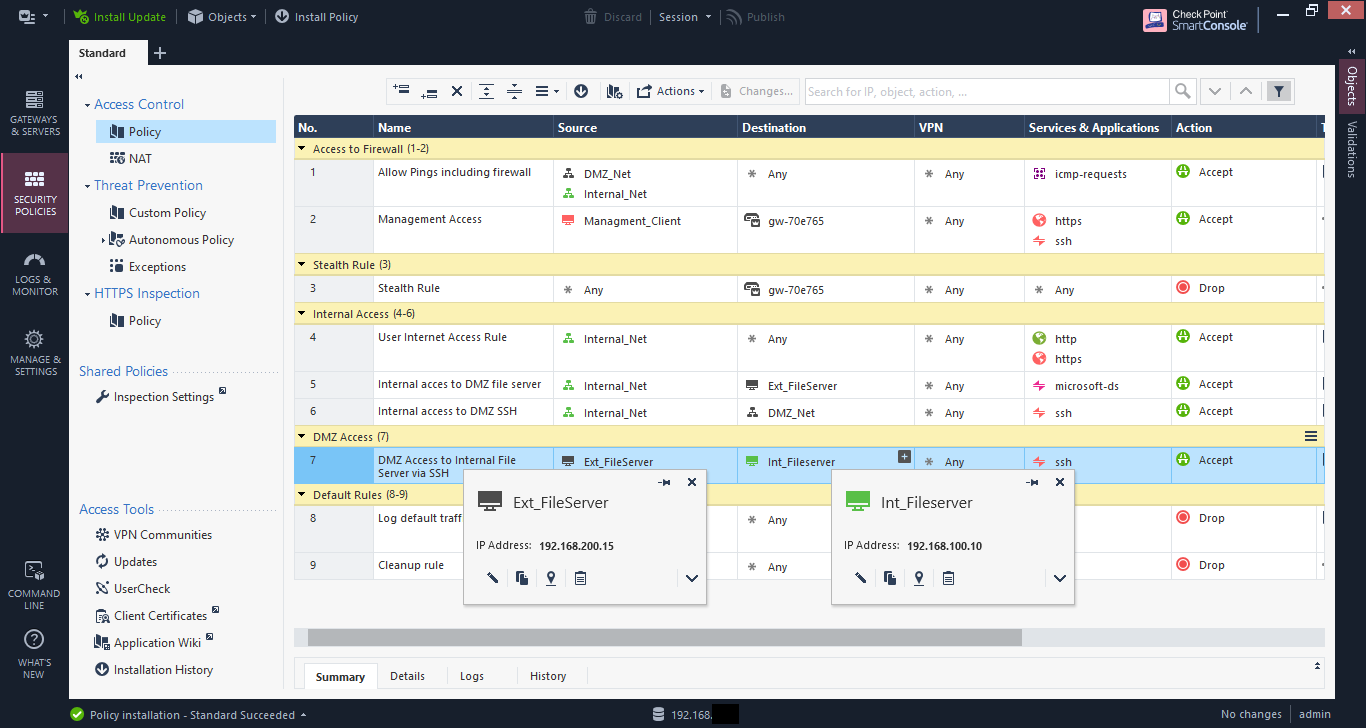 Install Update
Objects
Install Policy
Discard
Session
Publish
Check Point
SmartConsole
Standard
GATEWAYS
& SERVERS
SECURITY
POLICIES
LOGS &
MONITOR
MANAGE &
SETTINGS
COMMAND
LINE
WHAT'S
NEW
Access Control
Policy
NAT
Threat Prevention
Custom Policy
Autonomous Policy
Exceptions
HTTPS Inspection
Policy
Shared Policies
Inspection Settings
Access Tools
VPN Communities
Updates
UserCheck
Client Certificates
Application Wiki
Installation History
Actions
Changes...
Search for IP, object, action, ...
No. Name Source Destination VPN Services & Applications Action
Access to Firewall (1-2)
1 Allow Pings including firewall DMZ_Net * Any * Any icmp-requests Accept
Internal_Net
2 Management Access Managment_Client gw-70e765 * Any https Accept
ssh
Stealth Rule (3)
3 Stealth Rule * Any gw-70e765 * Any * Any Drop
Internal Access (4-6)
4 User Internet Access Rule Internal_Net * Any * Any http Accept
https
5 Internal acces to DMZ file server Internal_Net Ext_FileServer * Any microsoft-ds Accept
6 Internal access to DMZ SSH Internal_Net DMZ_Net * Any ssh Accept
DMZ Access (7)
7 DMZ Access to Internal File Ext_FileServer Int_Fileserver * Any ssh Accept
Server via SSH
Default Rules (8-9)
8 Log default traffi * Any Drop
9 Cleanup rule * Any Drop
Ext_FileServer
IP Address: 192.168.200.15
Int_Fileserver
IP Address: 192.168.100.10
Summary Details Logs History
Objects
Validations
Policy installation - Standard Succeeded
192.168.
No changes
admin